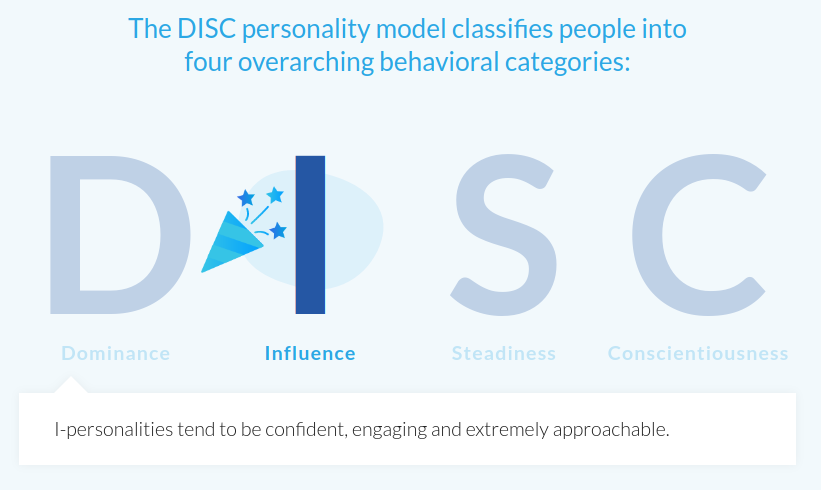 The DISC personality model classifies people into
four overarching behavioral categories:
D I S C
Dominance Influence Steadiness Conscientiousness
I-personalities tend to be confident, engaging and extremely approachable.